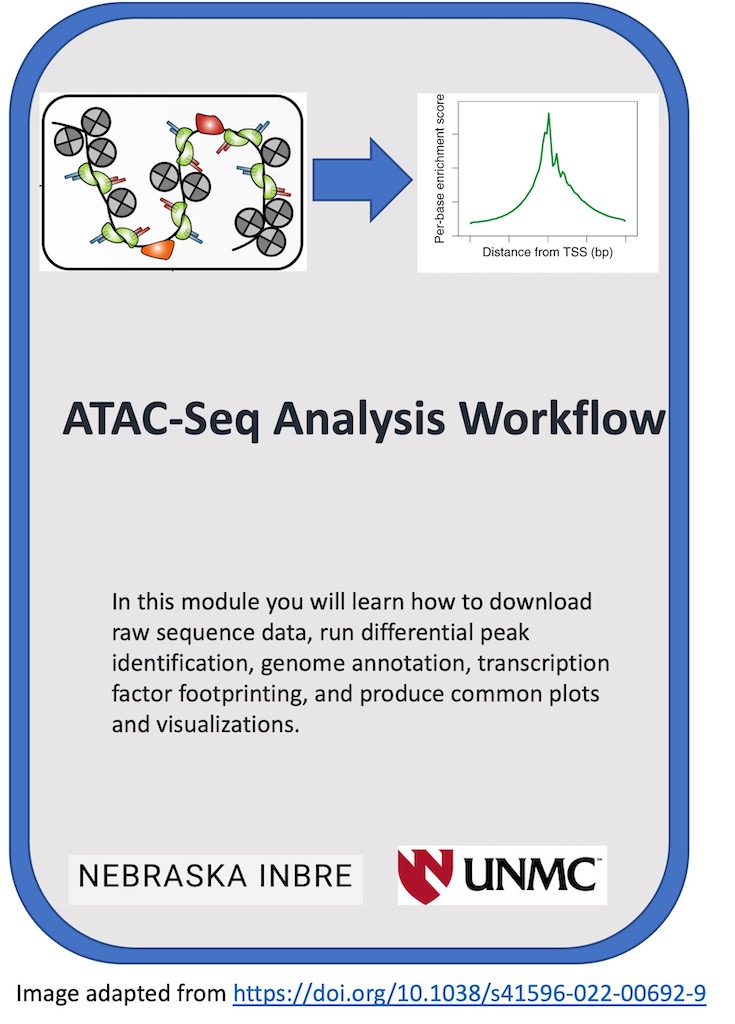 Per-base enrichment score
Distance from TSS (bp)
ATAC-Seq Analysis Workflow
In this module you will learn how to download
raw sequence data, run differential peak
identification, genome annotation, transcription
factor footprinting, and produce common plots
and visualizations.
NEBRASKA INBRE
N UNMC™
Image adapted from https://doi.org/10.1038/s41596-022-00692-9